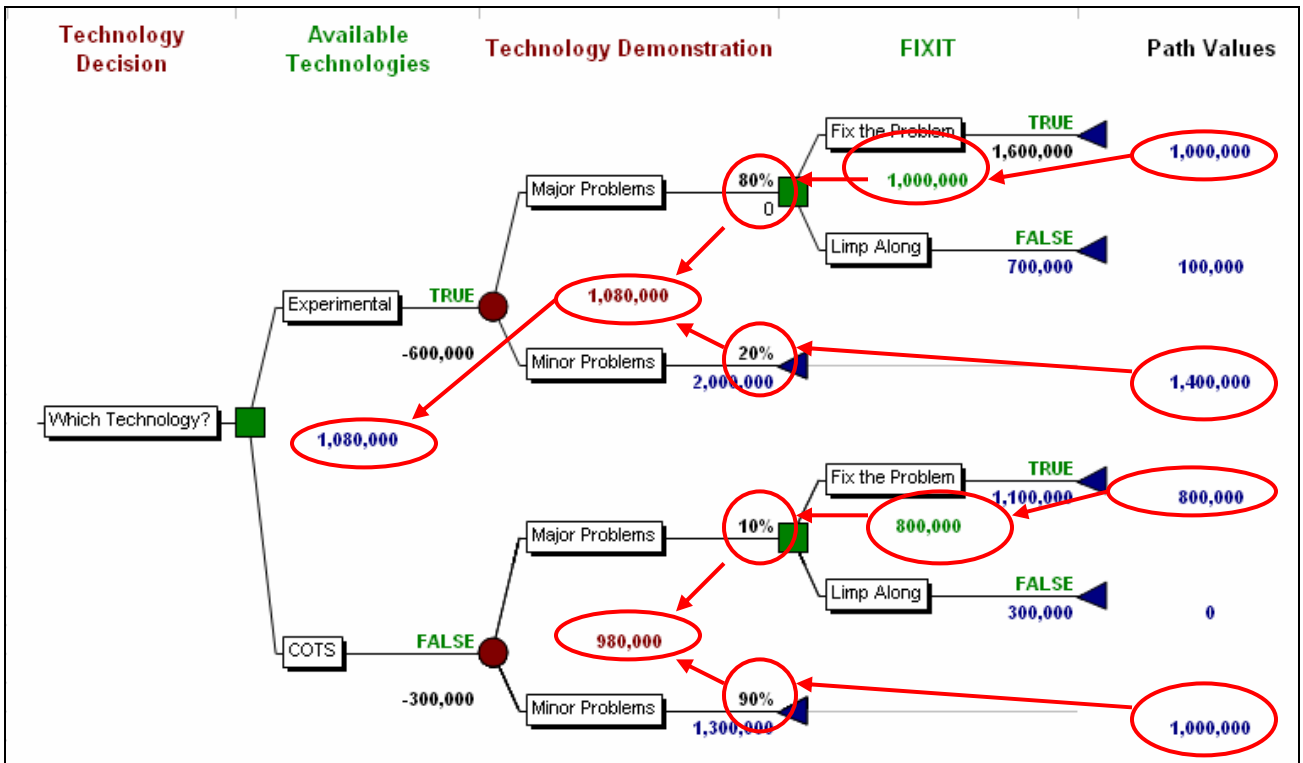 Technology Decision
Available Technologies
Technology Demonstration
FIXIT
Path Values
Fix the Problem
TRUE
1,600,000
1,000,000
1,000,000
Major Problems
80%
0
Limp Along
FALSE
700,000
100,000
Experimental
TRUE
-600,000
1,080,000
Minor Problems
20%
2,000,000
1,400,000
Which Technology?
1,080,000
Fix the Problem
TRUE
1,100,000
800,000
800,000
Major Problems
10%
Limp Along
FALSE
300,000
0
COTS
FALSE
-300,000
980,000
Minor Problems
90%
1,300,000
1,000,000